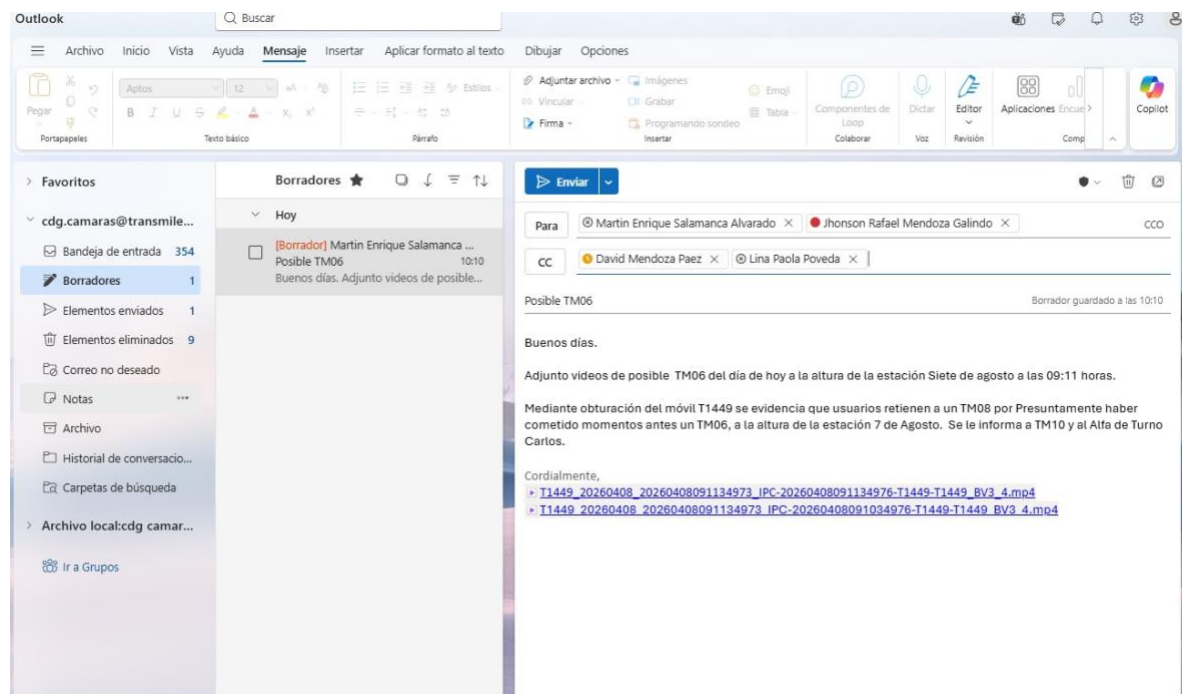 Outlook
Buscar
Archivo Inicio Vista Ayuda Mensaje Insertar Aplicar formato al texto Dibujar Opciones
Pegar
Portapapeles
Aptos 12
N J U S
Texto básico
Estilos
Párrafo
Adjuntar archivo
Vincular
Firma
Imágenes
Grabar
Programando sondeo
Emoji
Tabla
Insertar
Componentes de Loop
Colaborar
Dictar
Voz
Editor
Revisión
Aplicaciones
Encue
Comp
Copilot
Favoritos
cdg.camaras@transmile...
Bandeja de entrada 354
Borradores 1
Elementos enviados 1
Elementos eliminados 9
Correo no deseado
Notas ...
Archivo
Historial de conversacio...
Carpetas de búsqueda
Archivo local:cdg camar...
Ir a Grupos
Borradores
Hoy
[Borrador] Martin Enrique Salamanca ...
Posible TM06 10:10
Buenos días. Adjunto videos de posible...
Enviar
Para Martin Enrique Salamanca Alvarado Jhonson Rafael Mendoza Galindo CCO
CC David Mendoza Paez Lina Paola Poveda
Posible TM06 Borrador guardado a las 10:10
Buenos días.
Adjunto videos de posible TM06 del día de hoy a la altura de la estación Siete de agosto a las 09:11 horas.
Mediante obturación del móvil T1449 se evidencia que usuarios retienen a un TM08 por Presuntamente haber
cometido momentos antes un TM06, a la altura de la estación 7 de Agosto. Se le informa a TM10 y al Alfa de Turno
Carlos.
Cordialmente,
T1449_20260408_20260408091134973_IPC-20260408091134976-T1449-T1449_BV3_4.mp4
T1449_20260408_20260408091134973_IPC-20260408091034976-T1449-T1449_BV3_4.mp4